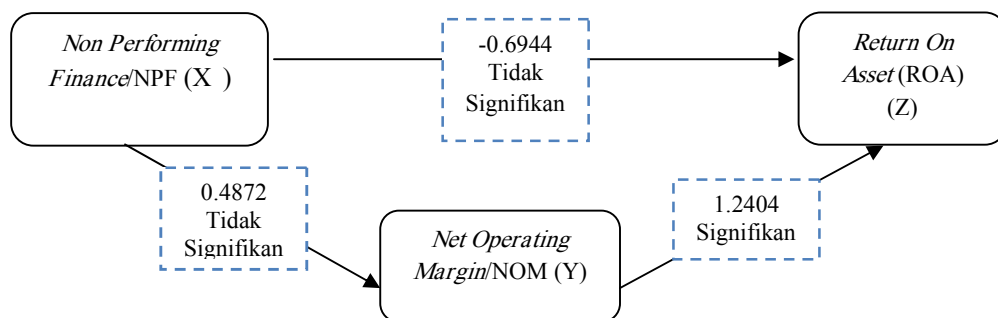 Non Performing
Finance/NPF (X )
-0.6944
Tidak
Signifikan
Return On
Asset (ROA)
(Z)
0.4872
Tidak
Signifikan
Net Operating
Margin/NOM (Y)
1.2404
Signifikan